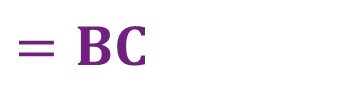 = BC